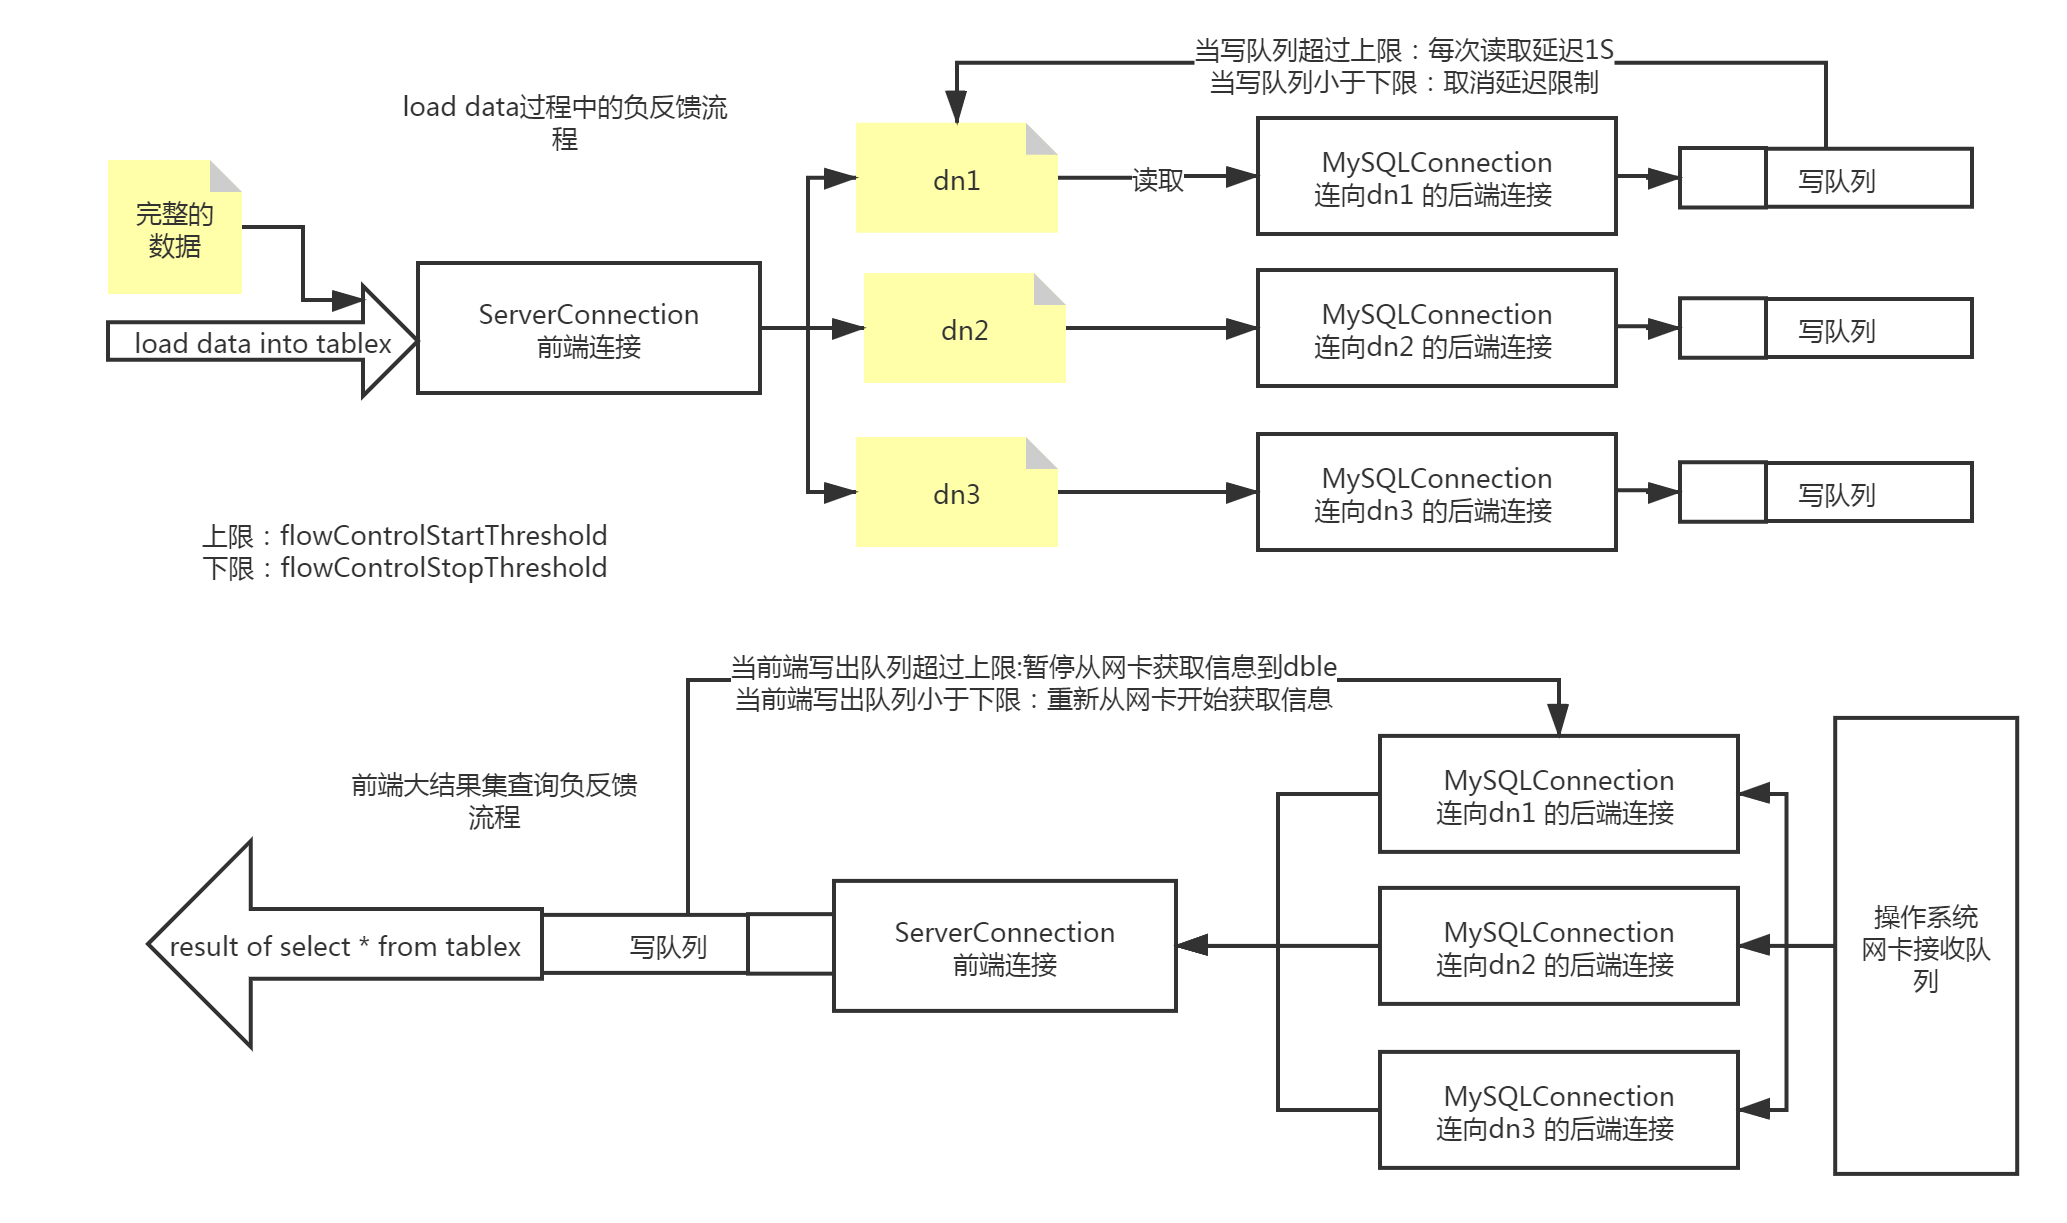 当写队列超过上限：每次读取延迟1S
当写队列小于下限：取消延迟限制
load data过程中的负反馈流
程
完整的
数据
load data into tablex
ServerConnection
前端连接
dn1
读取
MySQLConnection
连向dn1 的后端连接
写队列
dn2
MySQLConnection
连向dn2 的后端连接
写队列
dn3
MySQLConnection
连向dn3 的后端连接
写队列
上限：flowControlStartThreshold
下限：flowControlStopThreshold
当前端写出队列超过上限:暂停从网卡获取信息到dble
当前端写出队列小于下限：重新从网卡开始获取信息
前端大结果集查询负反馈
流程
result of select * from tablex
写队列
ServerConnection
前端连接
MySQLConnection
连向dn1 的后端连接
MySQLConnection
连向dn2 的后端连接
MySQLConnection
连向dn3 的后端连接
操作系统
网卡接收队
列